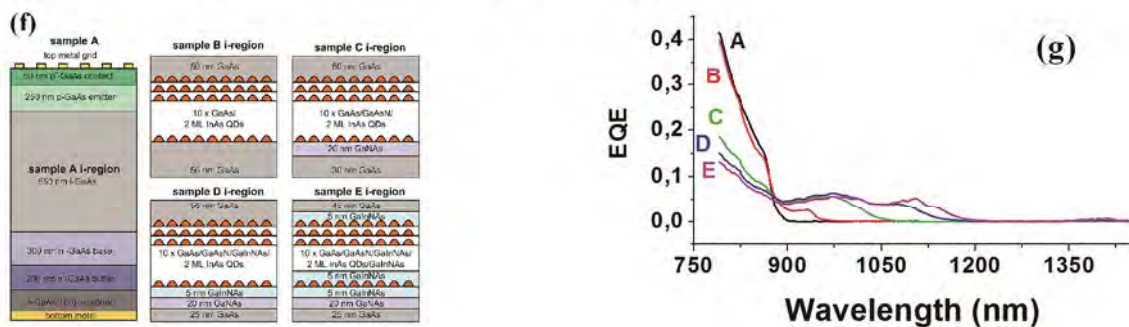 (f)
sample A
top metal grid
50 nm p⁺-GaAs contact
250 nm p-GaAs emitter
sample A i-region
550 nm i-GaAs
300 nm n-GaAs base
bottom metal
sample B i-region
50 nm GaAs
10 x GaAs/
2 ML InAs QDs
50 nm GaAs
sample C i-region
50 nm GaAs
10 x GaAs/GaAsN/
2 ML InAs QDs
20 nm GaNAs
30 nm GaAs
sample D i-region
50 nm GaAs
10 x GaAs/GaAsN/GaInNAs/
2 ML InAs QDs
5 nm GaInNAs
20 nm GaNAs
25 nm GaAs
sample E i-region
45 nm GaAs
5 nm GaInNAs
10 x GaAs/GaAsN/GaInNAs/
2 ML InAs QDs/GaInNAs
5 nm GaInNAs
5 nm GaInNAs
20 nm GaNAs
25 nm GaAs
(g)
EQE
0,4
0,3
0,2
0,1
0,0
A
B
C
D
E
750 900 1050 1200 1350
Wavelength (nm)